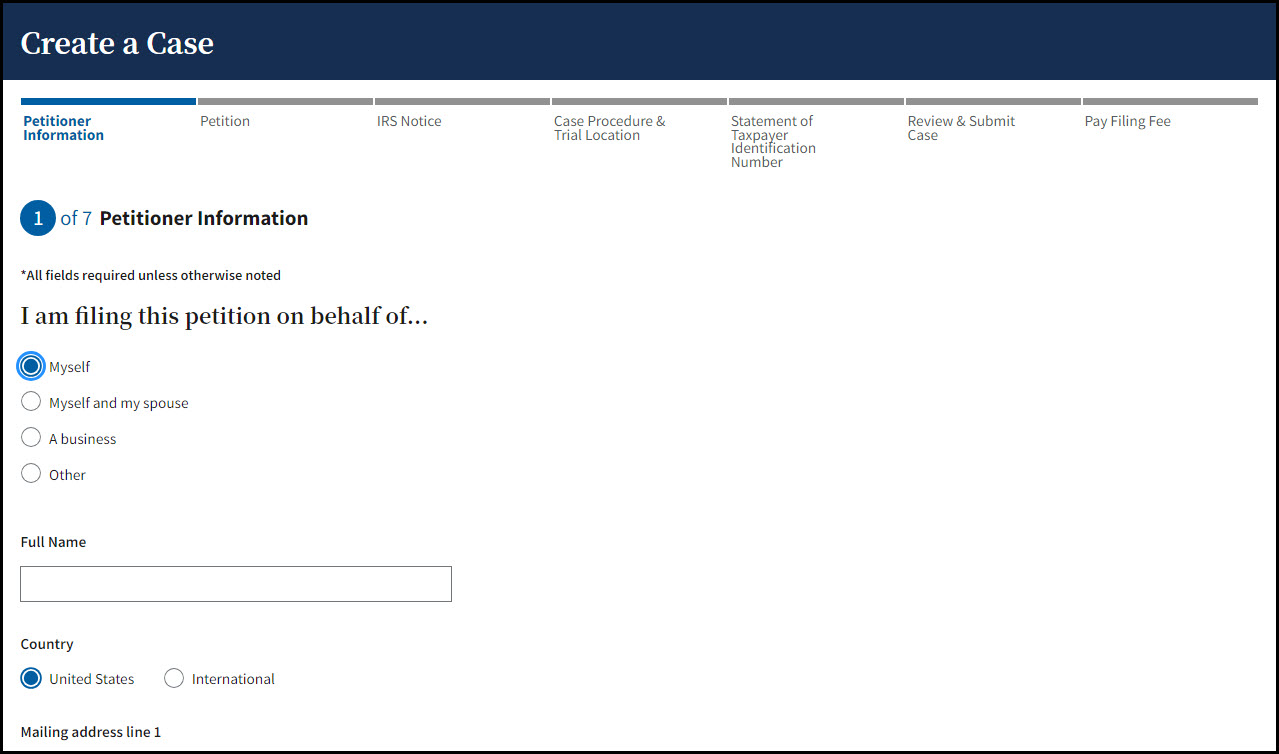 Create a Case
Petitioner
Information
Petition
IRS Notice
Case Procedure &
Trial Location
Statement of
Taxpayer
Identification
Number
Review & Submit
Case
Pay Filing Fee
1 of 7 Petitioner Information
*All fields required unless otherwise noted
I am filing this petition on behalf of...
Myself
Myself and my spouse
A business
Other
Full Name
Country
United States International
Mailing address line 1